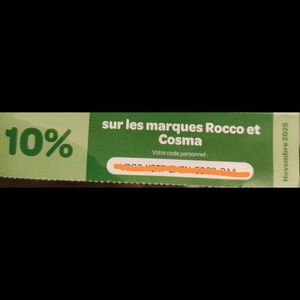 10%
sur les marques Rocco et
Cosma
Votre code personnel :
Novembre 2025